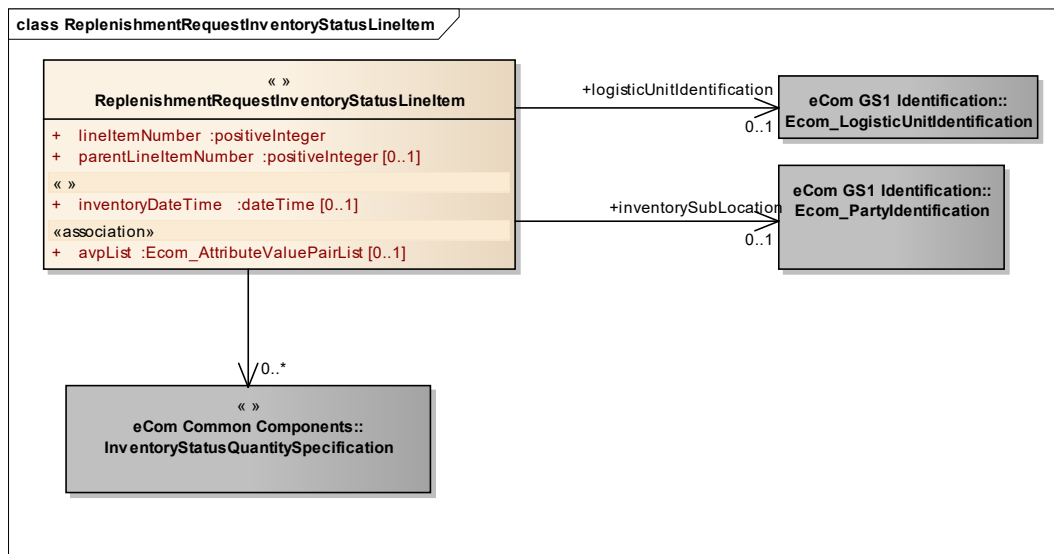 class ReplenishmentRequestInventoryStatusLineItem
« »
ReplenishmentRequestInventoryStatusLineItem
+ lineItemNumber :positiveInteger
+ parentLineItemNumber :positiveInteger [0..1]
« »
+ inventoryDateTime :dateTime [0..1]
«association»
+ avpList :Ecom_AttributeValuePairList [0..1]
+logisticUnitIdentification
0..1
eCom GS1 Identification::
Ecom_LogisticUnitIdentification
+inventorySubLocation
0..1
eCom GS1 Identification::
Ecom_PartyIdentification
0..*
« »
eCom Common Components::
InventoryStatusQuantitySpecification